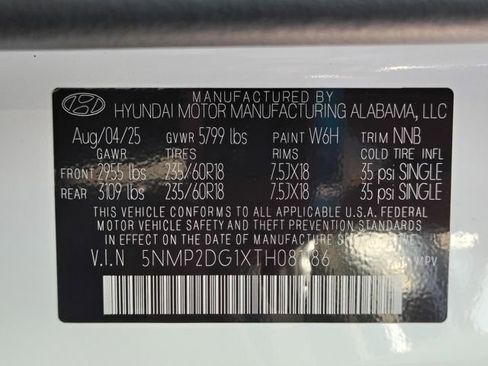 MANUFACTURED BY
HYUNDAI MOTOR MANUFACTURING ALABAMA, LLC
Aug/04/25 GVWR 5799 lbs PAINT W6H TRIM NNB
GAWR TIRES RIMS COLD TIRE INFL
FRONT 2955 lbs 235/60R18 7.5JX18 35 psi SINGLE
REAR 3109 lbs 235/60R18 7.5JX18 35 psi SINGLE
THIS VEHICLE CONFORMS TO ALL APPLICABLE U.S.A. FEDERAL
MOTOR VEHICLE SAFETY AND THEFT PREVENTION STANDARDS
IN EFFECT ON THE DATE OF MANUFACTURE SHOWN ABOVE.
V.I.N MPV